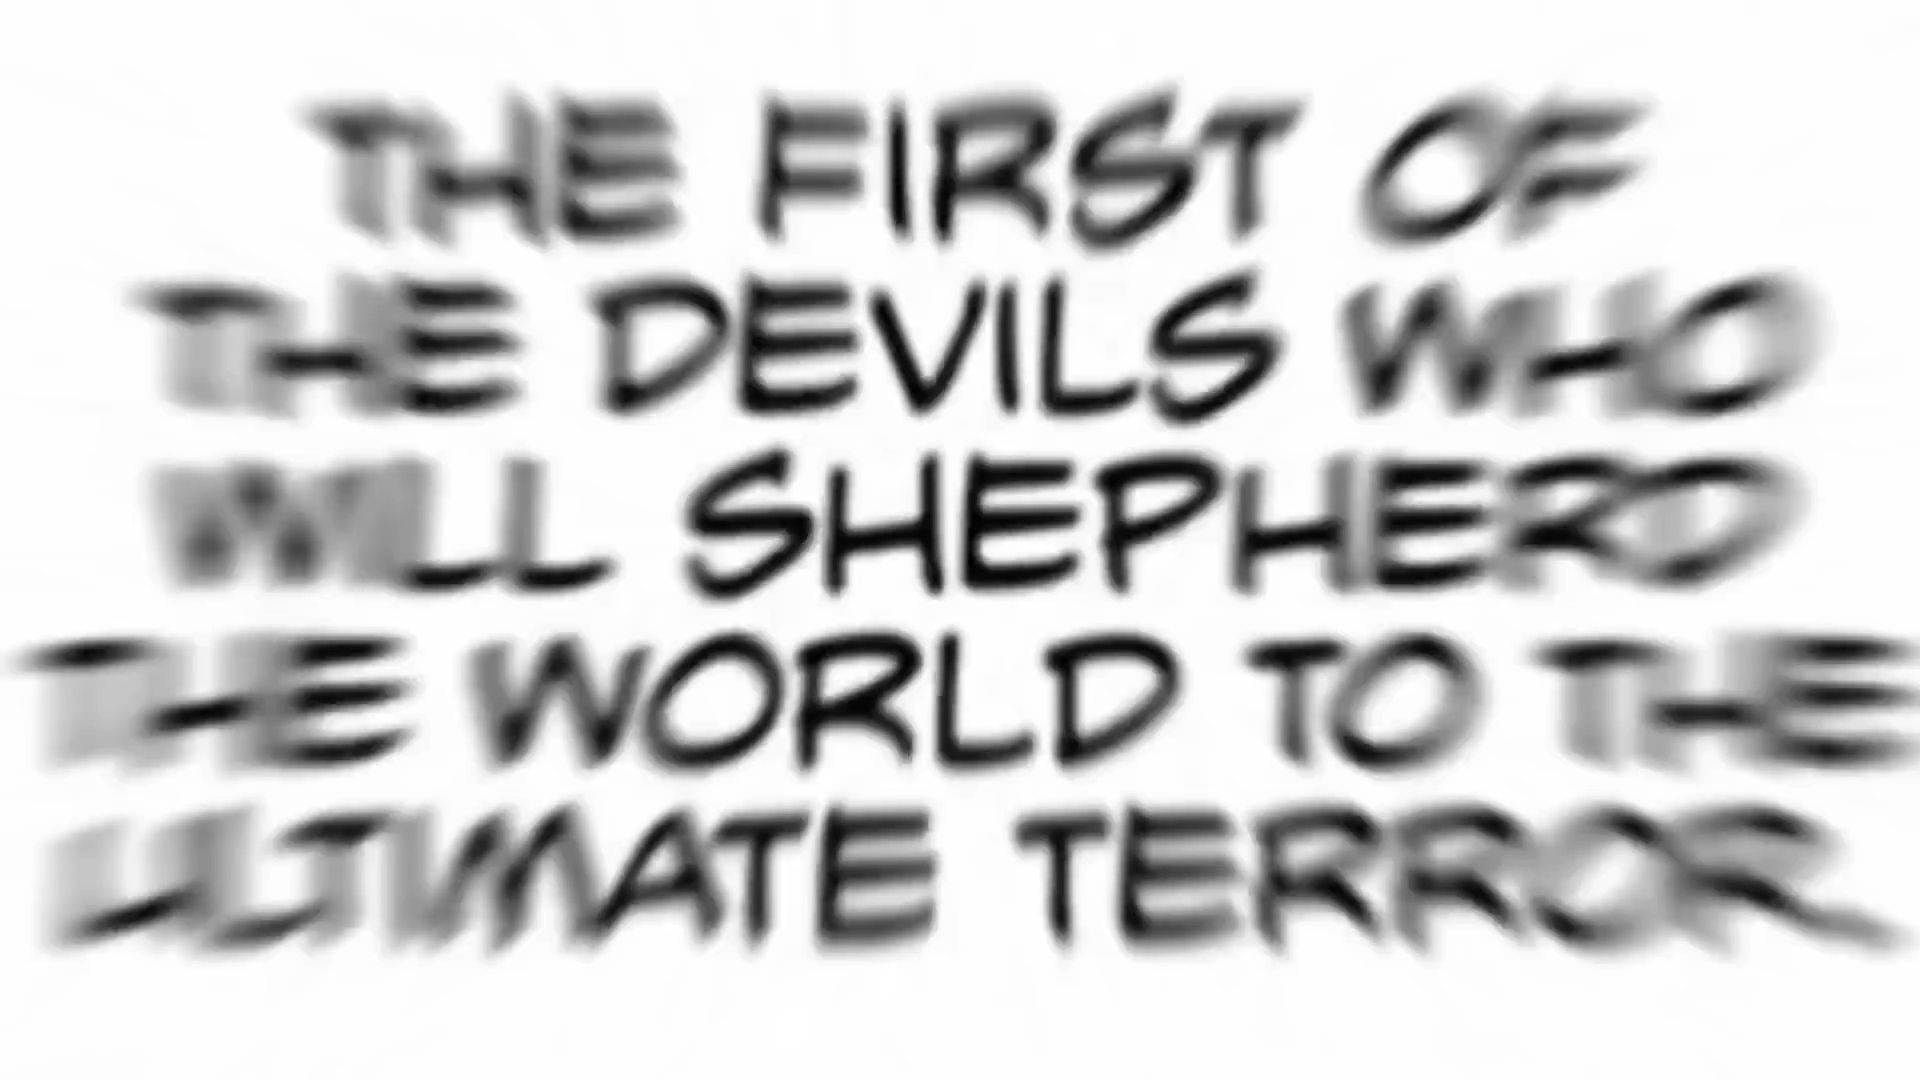 THE FIRST OF
THE DEVILS WHO
WILL SHEPHERD
THE WORLD TO THE
ULTIMATE TERROR